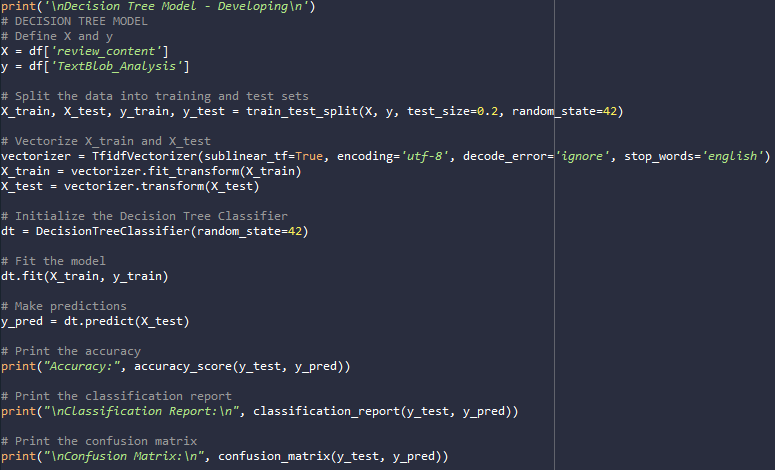 print('\nDecision Tree Model - Developing\n')
# DECISION TREE MODEL
# Define X and y
X = df['review_content']
y = df['TextBlob_Analysis']
# Split the data into training and test sets
X_train, X_test, y_train, y_test = train_test_split(X, y, test_size=0.2, random_state=42)
# Vectorize X_train and X_test
vectorizer = TfidfVectorizer(sublinear_tf=True, encoding='utf-8', decode_error='ignore', stop_words='english')
X_train = vectorizer.fit_transform(X_train)
X_test = vectorizer.transform(X_test)
# Initialize the Decision Tree Classifier
dt = DecisionTreeClassifier(random_state=42)
# Fit the model
dt.fit(X_train, y_train)
# Make predictions
y_pred = dt.predict(X_test)
# Print the accuracy
print("Accuracy:", accuracy_score(y_test, y_pred))
# Print the classification report
print("\nClassification Report:\n", classification_report(y_test, y_pred))
# Print the confusion matrix
print("\nConfusion Matrix:\n", confusion_matrix(y_test, y_pred))